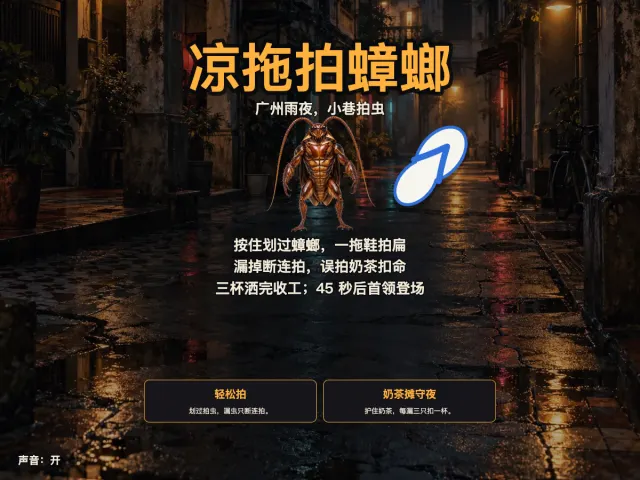 凉拖拍蟑螂
广州雨夜，小巷拍虫
按住划过蟑螂，一拖鞋拍扁
漏掉断连拍，误拍奶茶扣命
三杯洒完收工；45 秒后首领登场
轻松拍
划过拍虫，漏虫只断连拍。
奶茶摊守夜
护住奶茶，每漏三只扣一杯。
声音：开